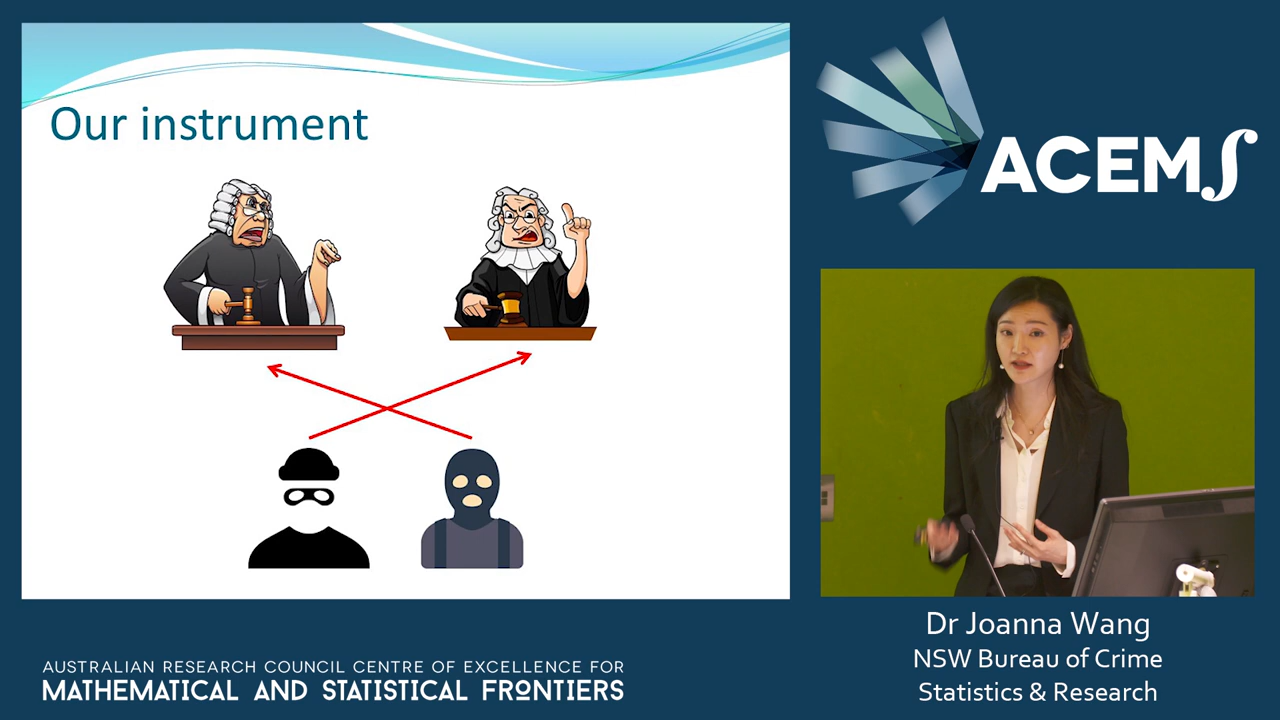 Our instrument
ACEMS
Dr Joanna Wang
NSW Bureau of Crime
Statistics & Research
AUSTRALIAN RESEARCH COUNCIL CENTRE OF EXCELLENCE FOR
MATHEMATICAL AND STATISTICAL FRONTIERS